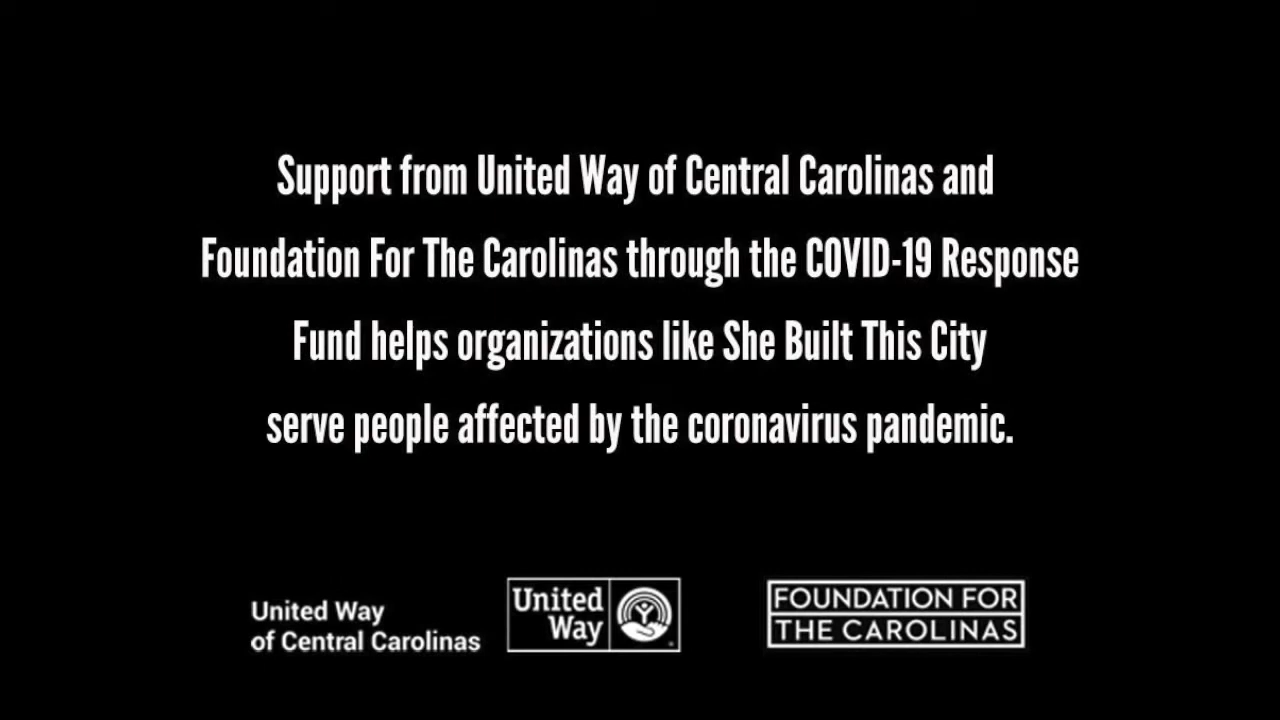 Support from United Way of Central Carolinas and
Foundation For The Carolinas through the COVID-19 Response
Fund helps organizations like She Built This City
serve people affected by the coronavirus pandemic.
United Way
of Central Carolinas
United
Way
FOUNDATION FOR
THE CAROLINAS